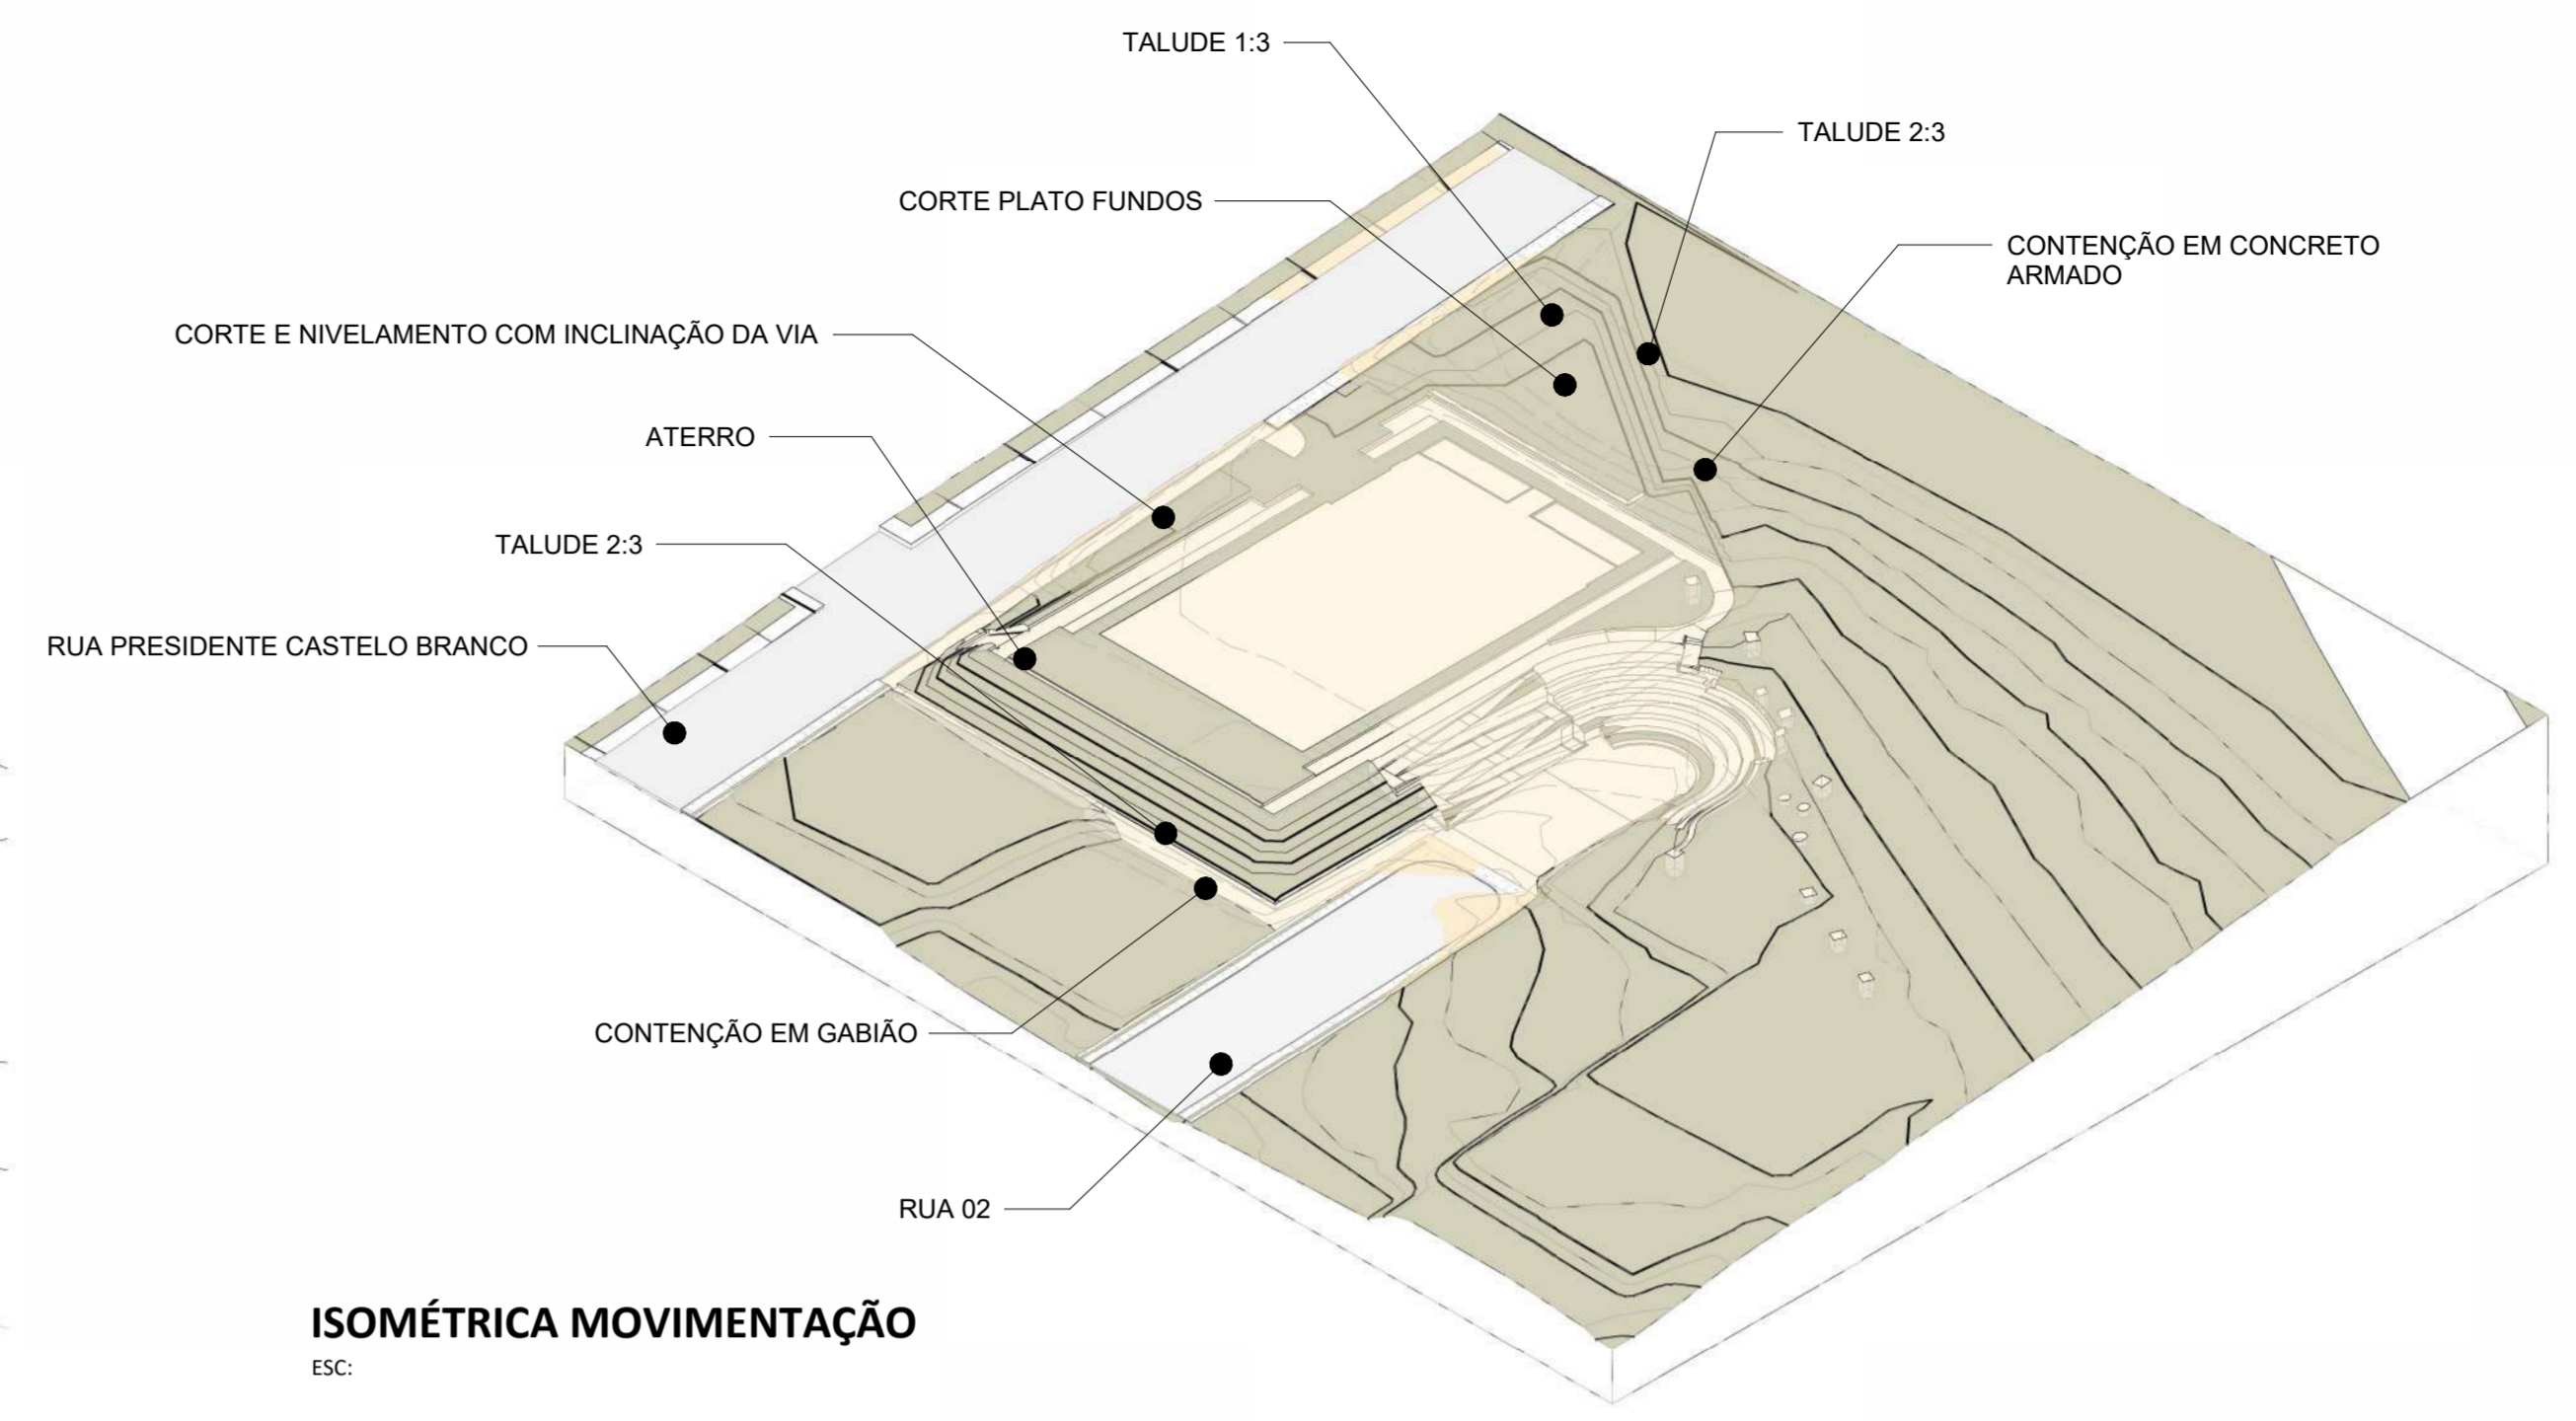 TALUDE 1:3
TALUDE 2:3
CORTE PLATO FUNDOS
CONTENÇÃO EM CONCRETO
ARMADO
CORTE E NIVELAMENTO COM INCLINAÇÃO DA VIA
ATERRO
TALUDE 2:3
RUA PRESIDENTE CASTELO BRANCO
CONTENÇÃO EM GABIÃO
RUA 02
ISOMÉTRICA MOVIMENTAÇÃO
ESC: